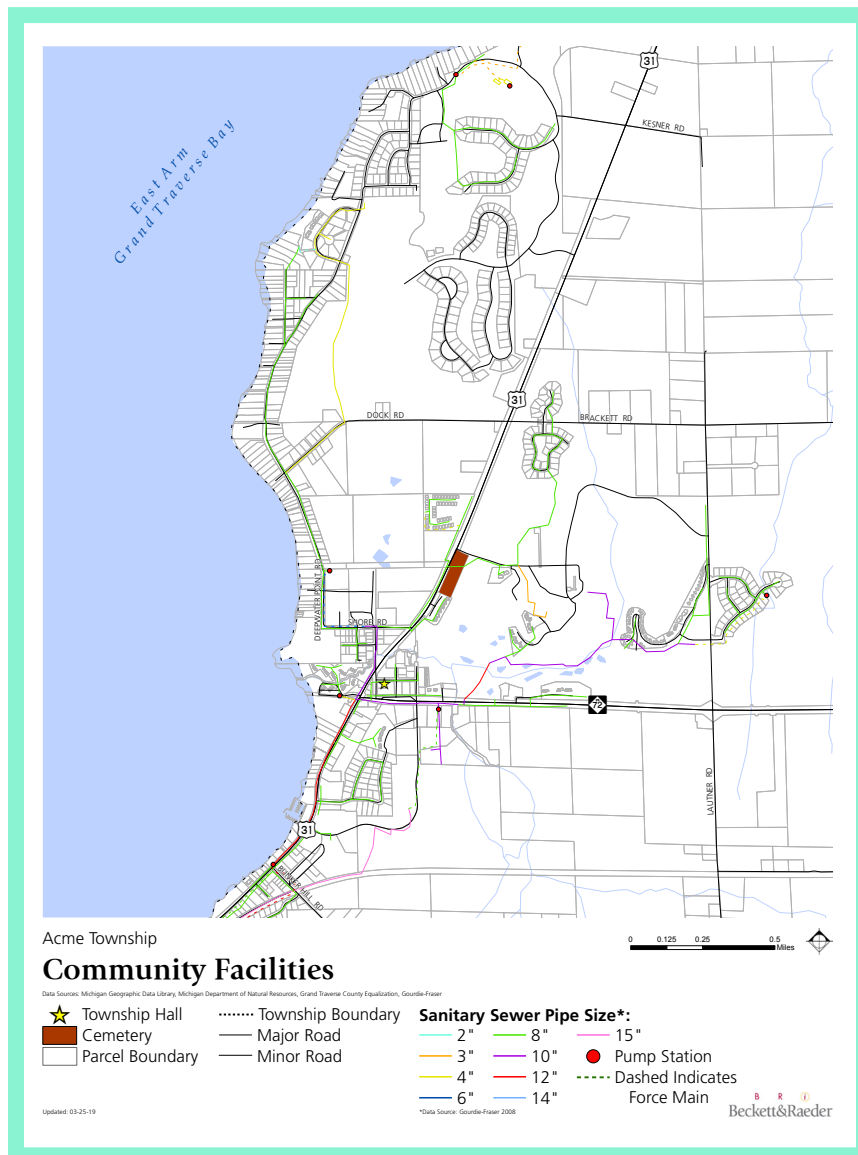 31
KESNER RD
East Arm
Grand Traverse Bay
31
DOCK RD
BRACKETT RD
DEEPWATER POINT RD
SHORE RD
72
LAUTNER RD
31
BUNKER HILL RD
Acme Township
0 0.125 0.25 0.5
Miles
Community Facilities
Data Sources: Michigan Geographic Data Library, Michigan Department of Natural Resources, Grand Traverse County Equalization, Gourdie-Fraser
Township Hall
Cemetery
Parcel Boundary
Township Boundary
Major Road
Minor Road
Sanitary Sewer Pipe Size*:
2"
3"
4"
6"
8"
10"
12"
14"
15"
Pump Station
Dashed Indicates
Force Main
*Data Source: Gourdie-Fraser 2008
Updated: 03-25-19
B R i
Beckett&Raeder